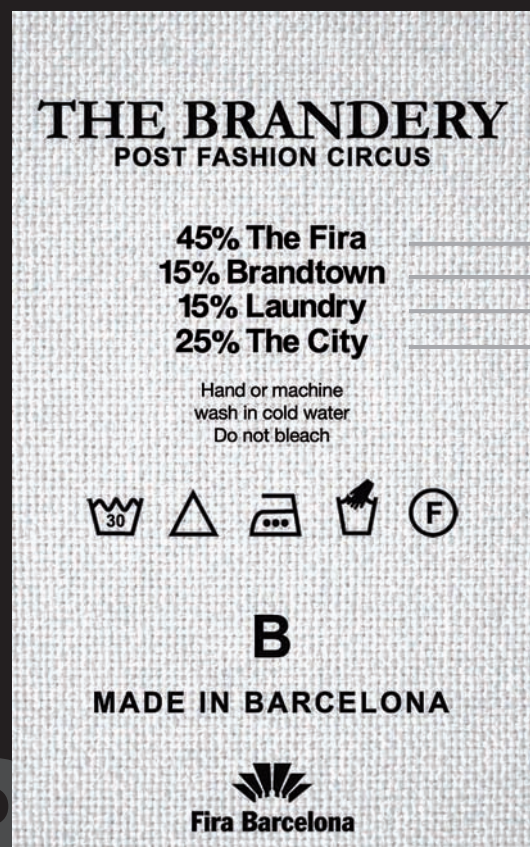 THE BRANDERY
POST FASHION CIRCUS
45% The Fira
15% Brandtown
15% Laundry
25% The City
Hand or machine
wash in cold water
Do not bleach
30
F
B
MADE IN BARCELONA
Fira Barcelona